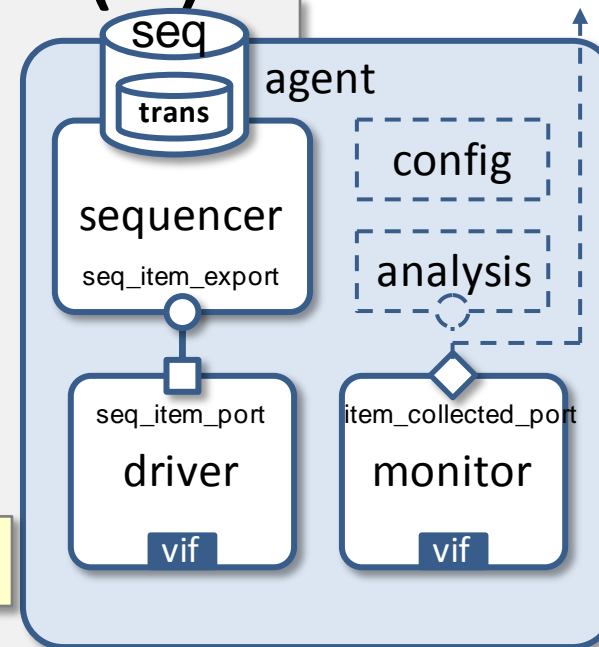 seq
agent
trans
config
sequencer
seq_item_export
analysis
seq_item_port
item_collected_port
driver
monitor
vif
vif